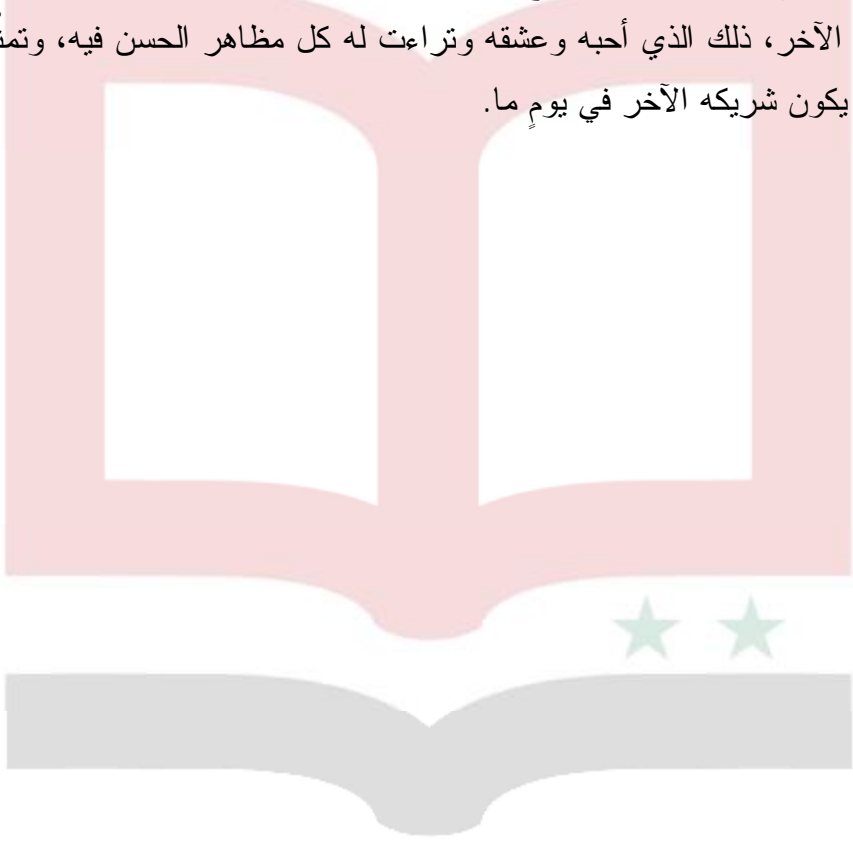 الآخر، ذلك الذي أحبه وعشقه وتراءت له كل مظاهر الحسن فيه،
يكون شريكه الآخر في يومٍ ما.